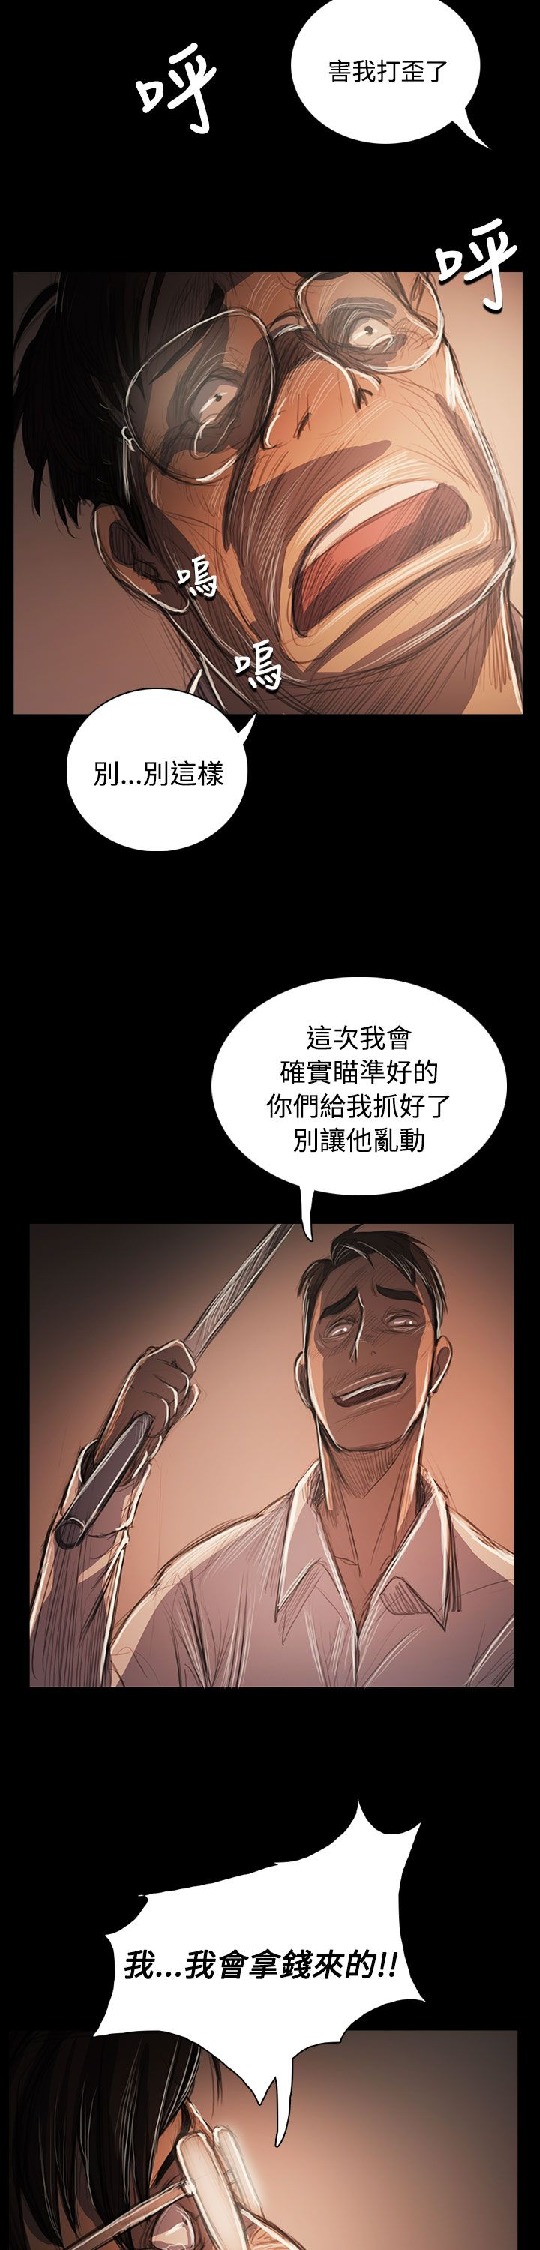 害我打歪了
呼
呼
嗚
嗚
別...別這樣
這次我會
確實瞄準好的
你們給我抓好了
別讓他亂動
我...我會拿錢來的!!